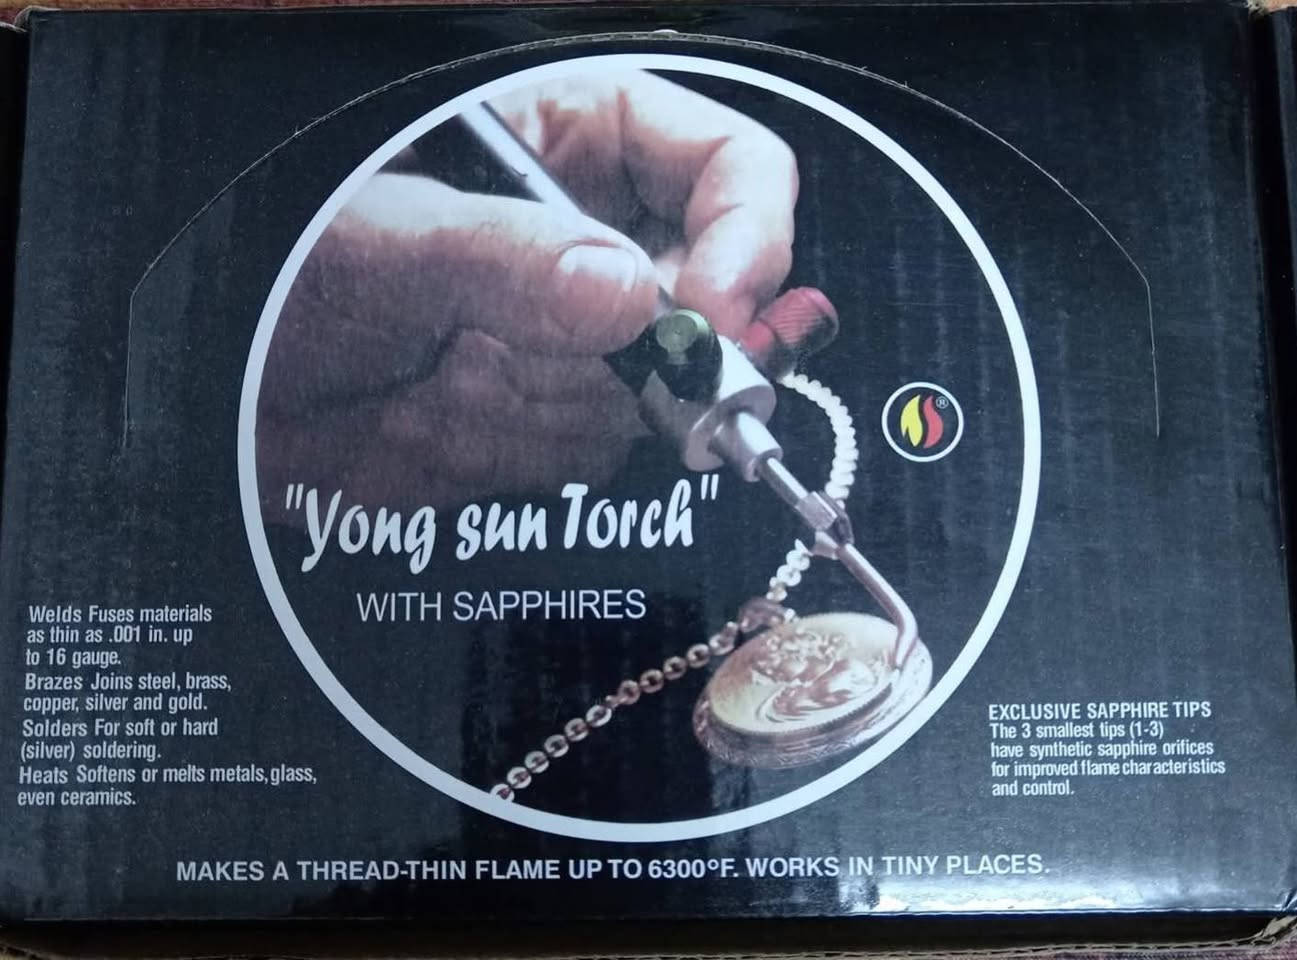 "Yong sun Torch"
WITH SAPPHIRES
Welds Fuses materials
as thin as .001 in. up
to 16 gauge.
Brazes Joins steel, brass,
copper, silver and gold.
Solders For soft or hard
(silver) soldering.
Heats Softens or melts metals, glass,
even ceramics.
®
EXCLUSIVE SAPPHIRE TIPS
The 3 smallest tips (1-3)
have synthetic sapphire orifices
for improved flame characteristics
and control.
MAKES A THREAD-THIN FLAME UP TO 6300°F. WORKS IN TINY PLACES.